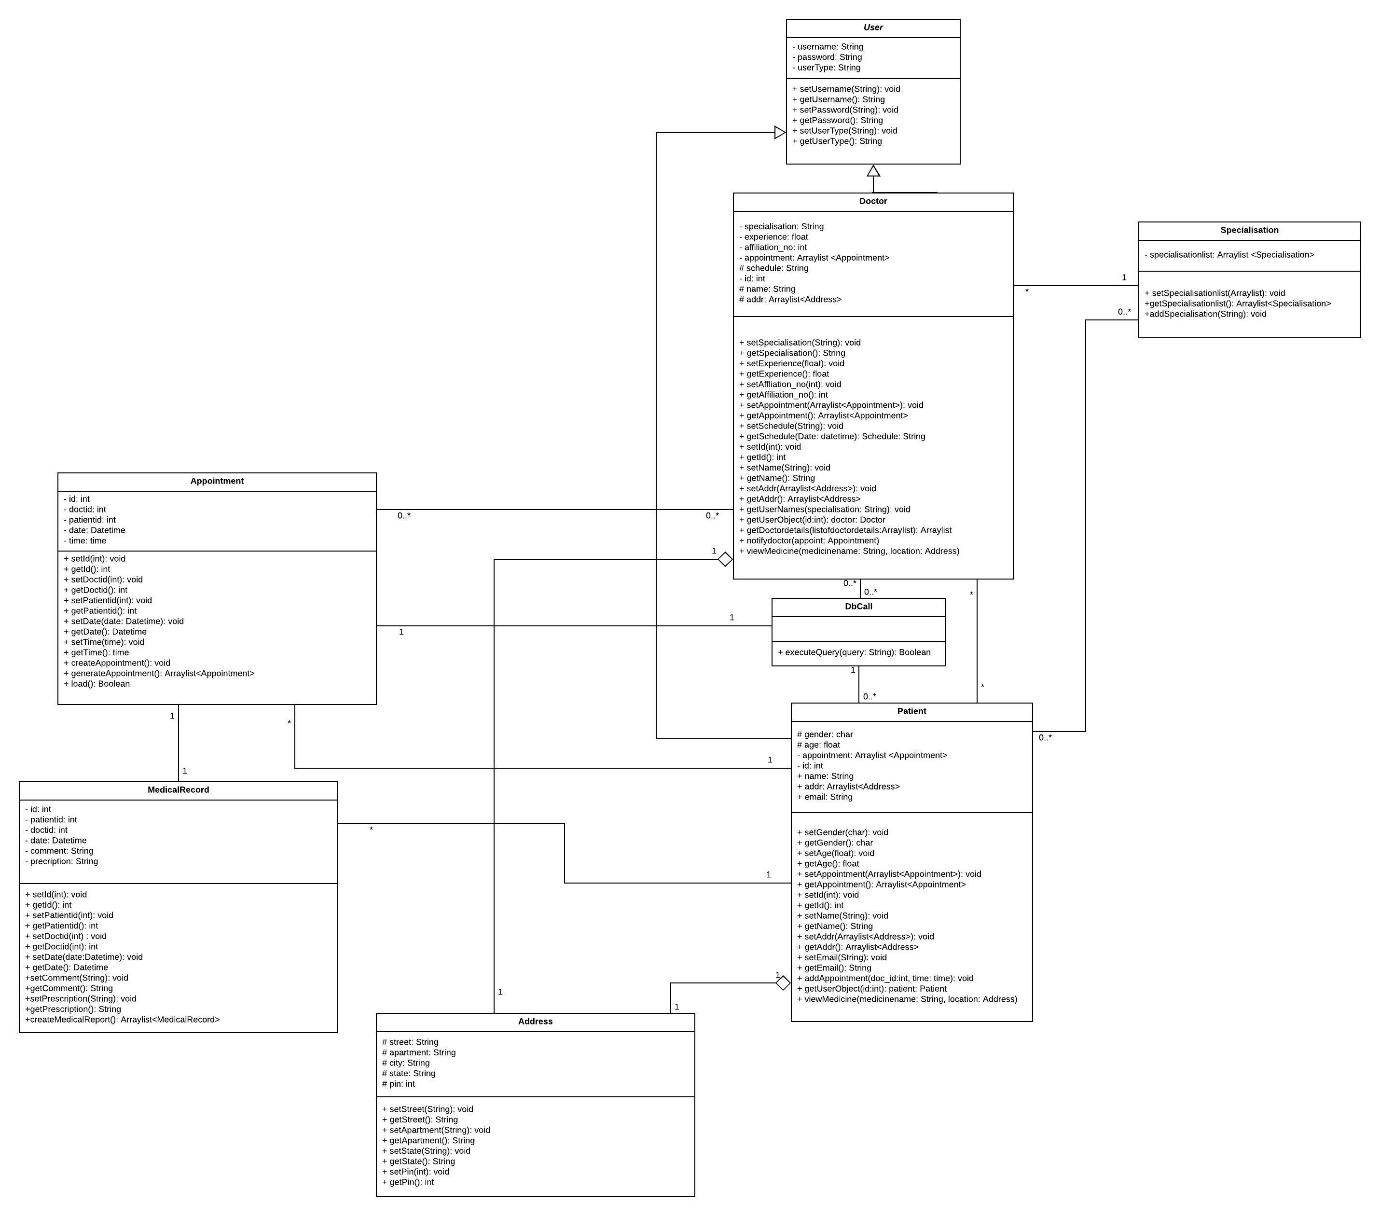 User
- username: String
- password: String
- userType: String
+ setUsername(String): void
+ getUsername(): String
+ setPassword(String): void
+ getPassword(): String
+ setUserType(String): void
+ getUserType(): String
Doctor
- specialisation: String
- experience: float
- affiliation_no: int
- appointment: Arraylist <Appointment>
# schedule: String
- id: int
# name: String
# addr: Arraylist<Address>
+ setSpecialisation(String): void
+ getSpecialisation(): String
+ setExperience(float): void
+ getExperience(): float
+ setAffliation_no(int): void
+ getAffiliation_no(): int
+ setAppointment(Arraylist<Appointment>): void
+ getAppointment(): Arraylist<Appointment>
+ setSchedule(String): void
+ getSchedule(Date: datetime): Schedule: String
+ setId(int): void
+ getId(): int
+ setName(String): void
+ getName(): String
+ setAddr(Arraylist<Address>): void
+ getAddr(): Arraylist<Address>
+ getUserNames(specialisation: String): void
+ getUserObject(id:int): doctor: Doctor
+ getDoctordetails(listofdoctordetails:Arraylist): Arraylist
+ notifydoctor(appoint: Appointment)
+ viewMedicine(medicinename: String, location: Address)
Specialisation
- specialisationlist: Arraylist <Specialisation>
+ setSpecialisationlist(Arraylist): void
+getSpecialisationlist(): Arraylist<Specialisation>
+addSpecialisation(String): void
1
*
0..*
Appointment
- id: int
- doctid: int
- patientid: int
- date: Datetime
- time: time
+ setId(int): void
+ getId(): int
+ setDoctid(int): void
+ getDoctid(): int
+ setPatientid(int): void
+ getPatientid(): int
+ setDate(date: Datetime): void
+ getDate(): Datetime
+ setTime(time): void
+ getTime(): time
+ createAppointment(): void
+ generateAppointment(): Arraylist<Appointment>
+ load(): Boolean
0..*
0..*
1
1
1
0..*
0..*
*
DbCall
+ executeQuery(query: String): Boolean
1
0..*
*
Patient
# gender: char
# age: float
- appointment: Arraylist <Appointment>
- id: int
+ name: String
+ addr: Arraylist<Address>
+ email: String
+ setGender(char): void
+ getGender(): char
+ setAge(float): void
+ getAge(): float
+ setAppointment(Arraylist<Appointment>): void
+ getAppointment(): Arraylist<Appointment>
+ setId(int): void
+ getId(): int
+ setName(String): void
+ getName(): String
+ setAddr(Arraylist<Address>): void
+ getAddr(): Arraylist<Address>
+ setEmail(String): void
+ getEmail(): String
+ addAppointment(doc_id:int, time: time): void
+ getUserObject(id:int): patient: Patient
+ viewMedicine(medicinename: String, location: Address)
0..*
1
*
1
1
MedicalRecord
- id: int
- patientid: int
- doctid: int
- date: Datetime
- comment: String
- precription: String
+ setId(int): void
+ getId(): int
+ setPatientid(int): void
+ getPatientid(): int
+ setDoctid(int) : void
+ getDoctid(int): int
+ setDate(date:Datetime): void
+ getDate(): Datetime
+setComment(String): void
+getComment(): String
+setPrescription(String): void
+getPrescription(): String
+createMedicalReport(): Arraylist<MedicalRecord>
*
1
1
1
1
Address
# street: String
# apartment: String
# city: String
# state: String
# pin: int
+ setStreet(String): void
+ getStreet(): String
+ setApartment(String): void
+ getApartment(): String
+ setState(String): void
+ getState(): String
+ setPin(int): void
+ getPin(): int